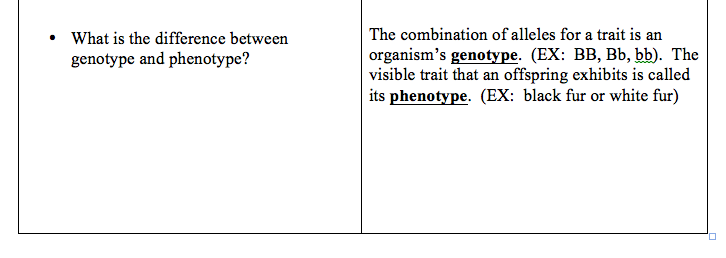 • What is the difference between
genotype and phenotype?
The combination of alleles for a trait is an
organism's genotype. (EX: BB, Bb, bb). The
visible trait that an offspring exhibits is called
its phenotype. (EX: black fur or white fur)